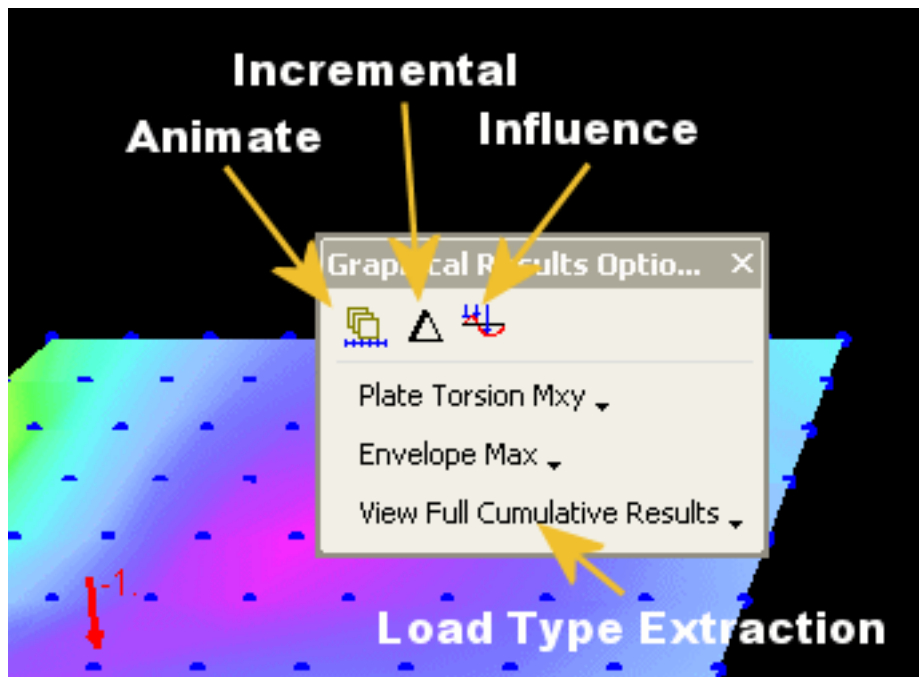 Incremental
Animate
Influence
Graphical Results Optio...
Plate Torsion Mxy
Envelope Max
View Full Cumulative Results
-1.
Load Type Extraction